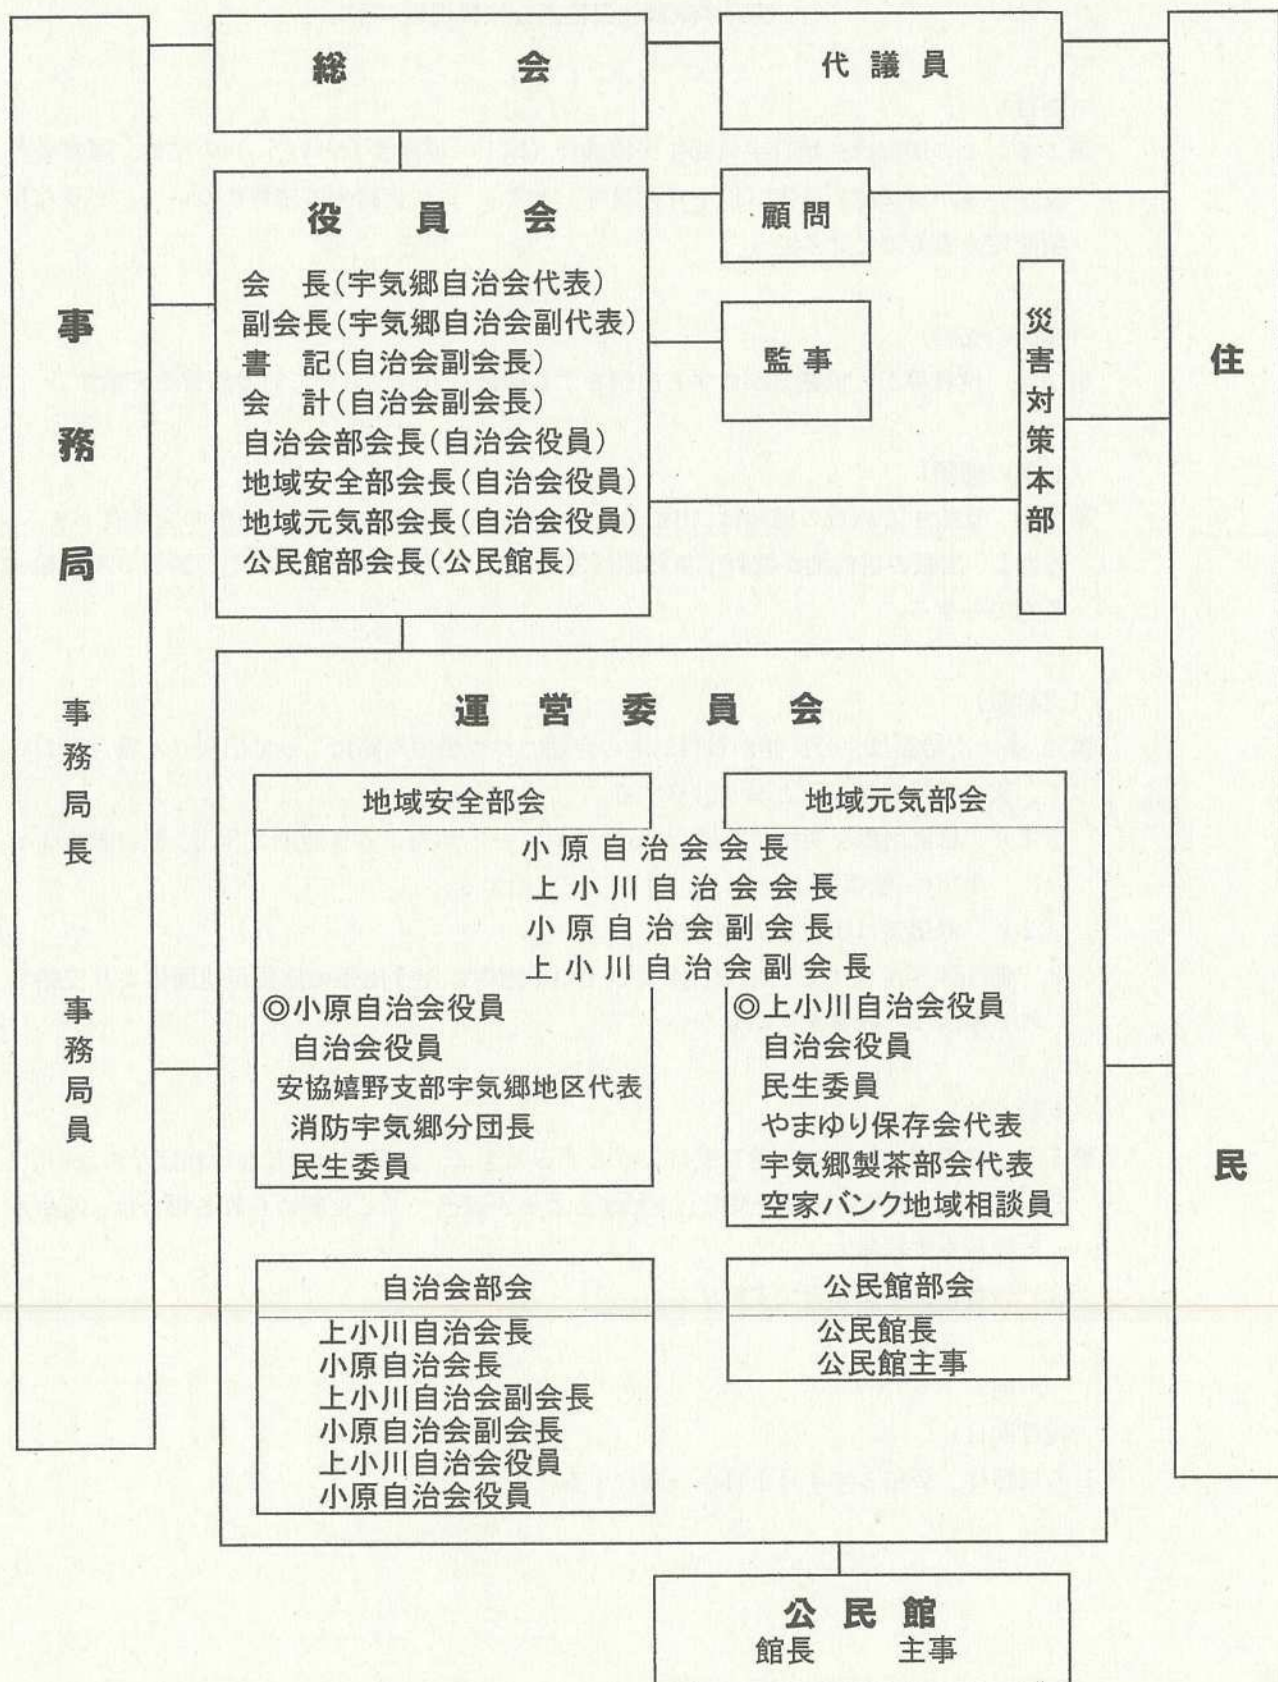 総会
代議員
役員会
会　長(宇気郷自治会代表)
副会長(宇気郷自治会副代表)
書　記(自治会副会長)
会　計(自治会副会長)
自治会部会長(自治会役員)
地域安全部会長(自治会役員)
地域元気部会長(自治会役員)
公民館部会長(公民館長)
顧問
監事
災害対策本部
事務局
事務局長
事務局員
住民
運営委員会
地域安全部会
地域元気部会
小原自治会会長
上小川自治会会長
小原自治会副会長
上小川自治会副会長
◎小原自治会役員
自治会役員
安協嬉野支部宇気郷地区代表
消防宇気郷分団長
民生委員
◎上小川自治会役員
自治会役員
民生委員
やまゆり保存会代表
宇気郷製茶部会代表
空家バンク地域相談員
自治会部会
上小川自治会長
小原自治会長
上小川自治会副会長
小原自治会副会長
上小川自治会役員
小原自治会役員
公民館部会
公民館長
公民館主事
公民館
館長　主事